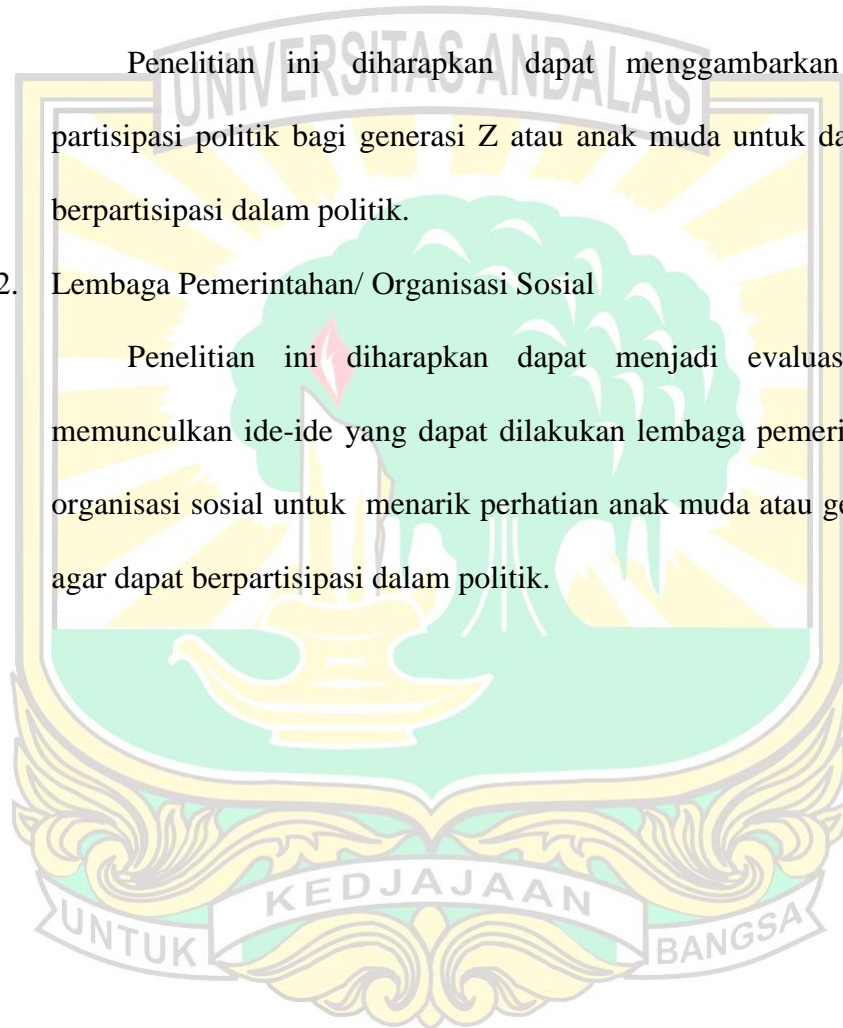 UNIVERSITAS ANDALAS
Penelitian ini diharapkan dapat menggambarkan
partisipasi politik bagi generasi Z atau anak muda untuk da
berpartisipasi dalam politik.
2. Lembaga Pemerintahan/ Organisasi Sosial
Penelitian ini diharapkan dapat menjadi evaluas
memunculkan ide-ide yang dapat dilakukan lembaga pemeri
organisasi sosial untuk menarik perhatian anak muda atau ge
agar dapat berpartisipasi dalam politik.
UNTUK KEDJAJAAN BANGSA